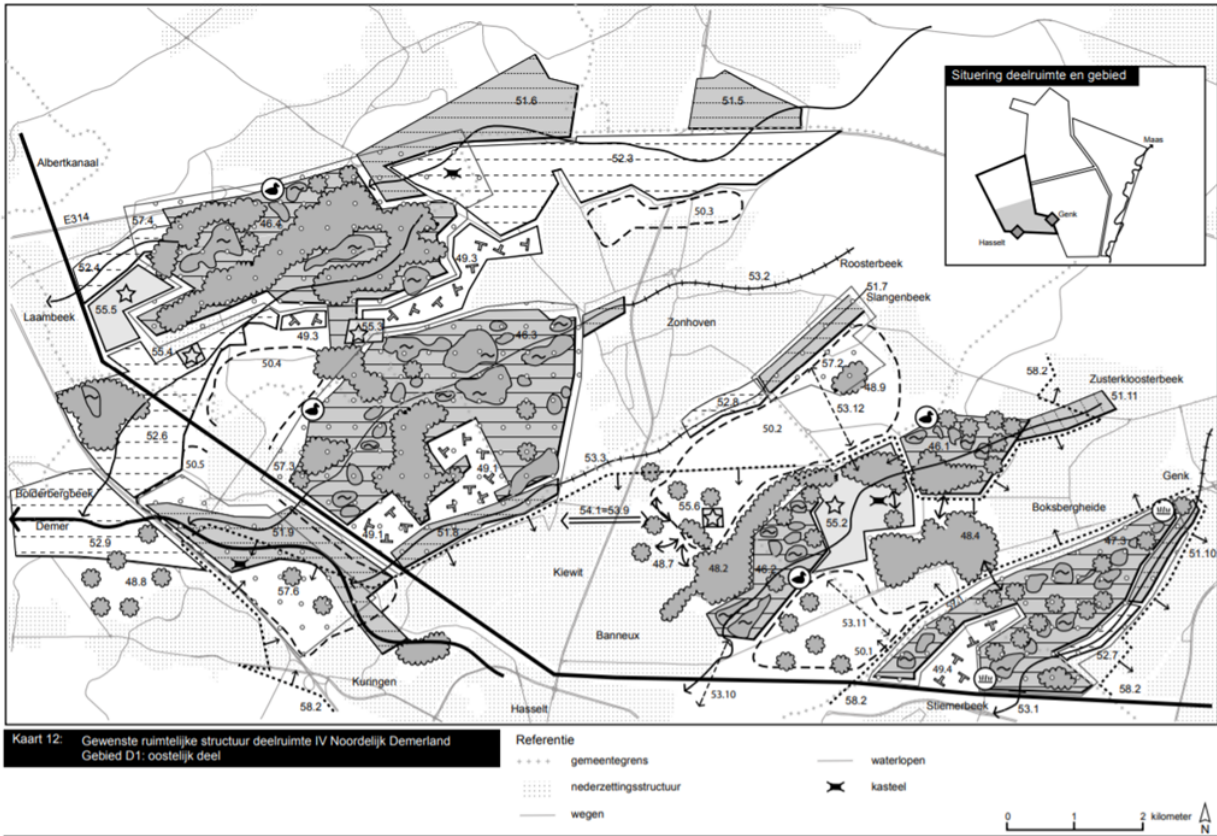 Situering deelruimte en gebied
Maas
Genk
Hasselt
51.6
51.5
52.3
Albertkanaal
E314
57.4
46.4
50.3
49.3
52.4
53.2
Roosterbeek
51.7
Slangenbeek
55.5
Laambeek
49.3
55.3
46.3
Zonhoven
55.4
50.4
57.2
58.2
Zusterkloosterbeek
48.9
51.11
52.8
53.12
50.2
46.1
52.6
50.5
57.3
49.1
53.3
Genk
Bolderbergbeek
54.1=53.9
55.6
55.2
Boksbergheide
Demer
51.9
49.1
51.8
48.4
47.3
51.10
52.9
48.7
48.2
46.2
48.8
57.6
Kiewit
53.11
Banneux
50.1
49.4
52.7
Kuringen
53.10
58.2
58.2
58.2
Hasselt
Stiemerbeek
53.1
Kaart 12: Gewenste ruimtelijke structuur deelruimte IV Noordelijk Demerland
Gebied D1: oostelijk deel
Referentie
gemeentegrens
waterlopen
nederzettingsstructuur
kasteel
wegen
0 1 2 kilometer
N